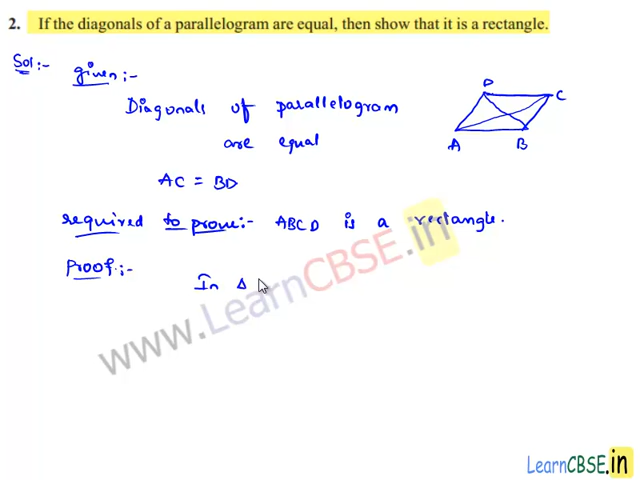 2. If the diagonals of a parallelogram are equal, then show that it is a rectangle.
Sol:-
given:-
Diagonals of parallelogram
are equal
D
C
A
B
AC = BD
required to prove:- ABCD is a rectangle.
Proof:-
In Δ
www.LearnCBSE.in
LearnCBSE.in